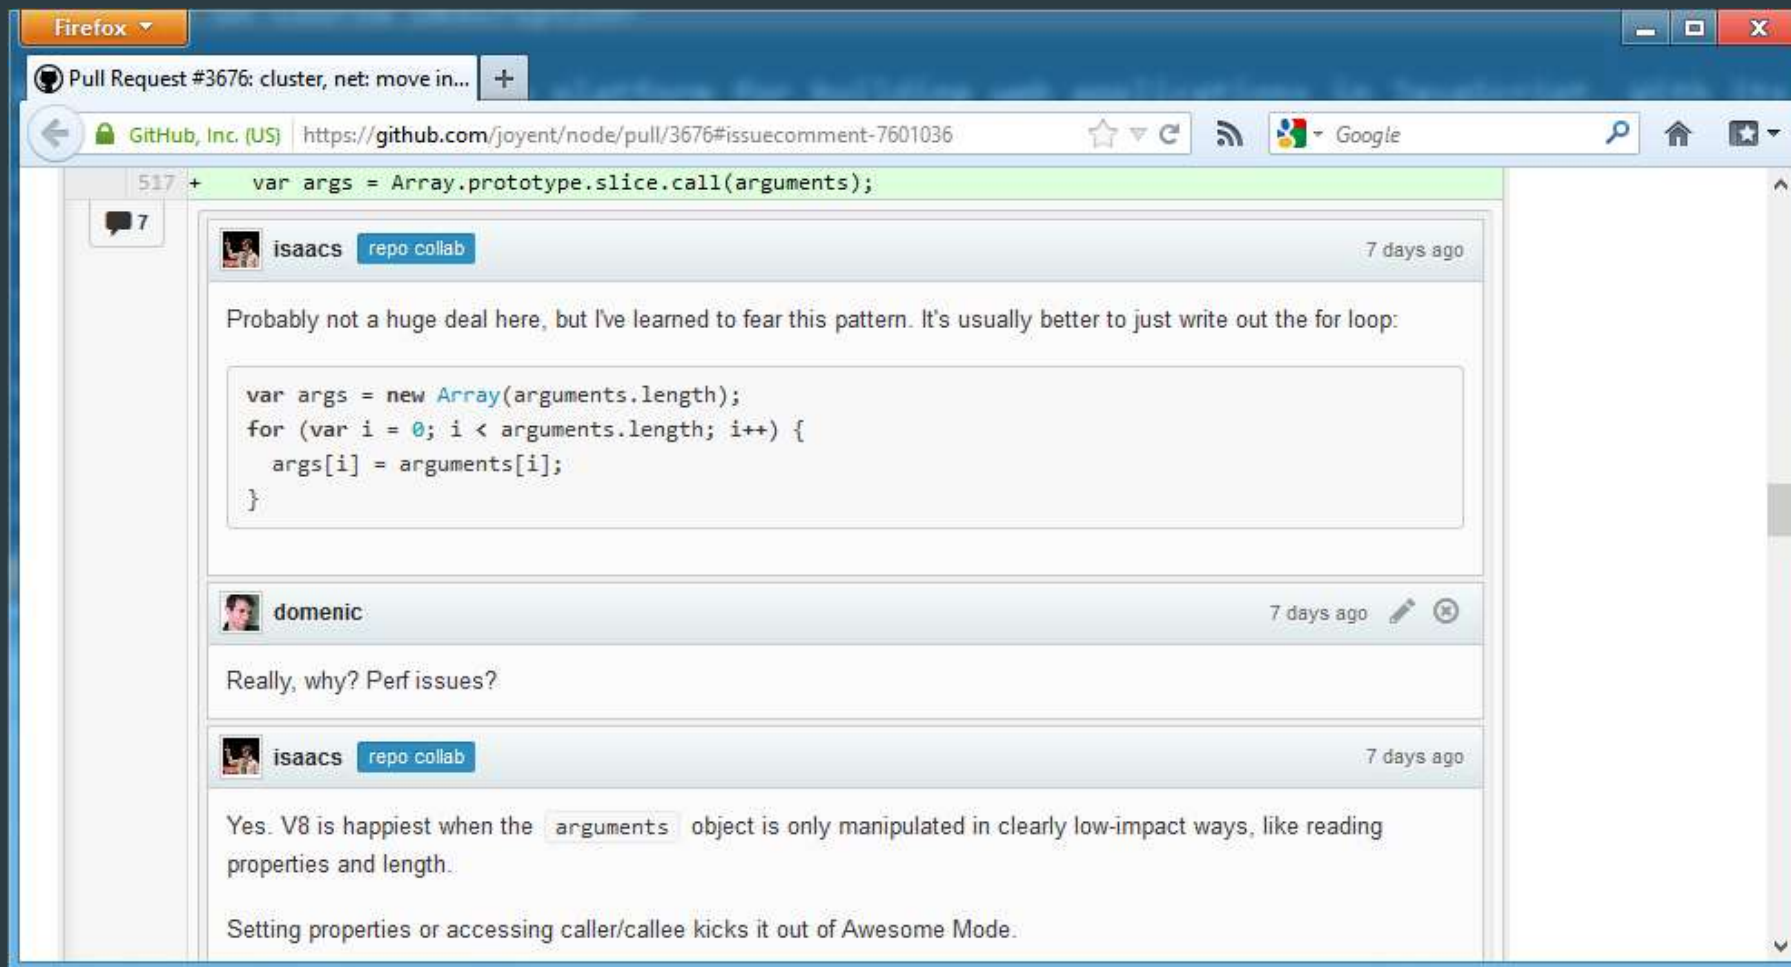 Firefox
Pull Request #3676: cluster, net: move in...
GitHub, Inc. (US) https://github.com/joyent/node/pull/3676#issuecomment-7601036 Google
517 + var args = Array.prototype.slice.call(arguments);
7
isaacs repo collab 7 days ago
Probably not a huge deal here, but I've learned to fear this pattern. It's usually better to just write out the for loop:
var args = new Array(arguments.length);
for (var i = 0; i < arguments.length; i++) {
  args[i] = arguments[i];
}
domenic 7 days ago
Really, why? Perf issues?
isaacs repo collab 7 days ago
Yes. V8 is happiest when the arguments object is only manipulated in clearly low-impact ways, like reading
properties and length.
Setting properties or accessing caller/callee kicks it out of Awesome Mode.